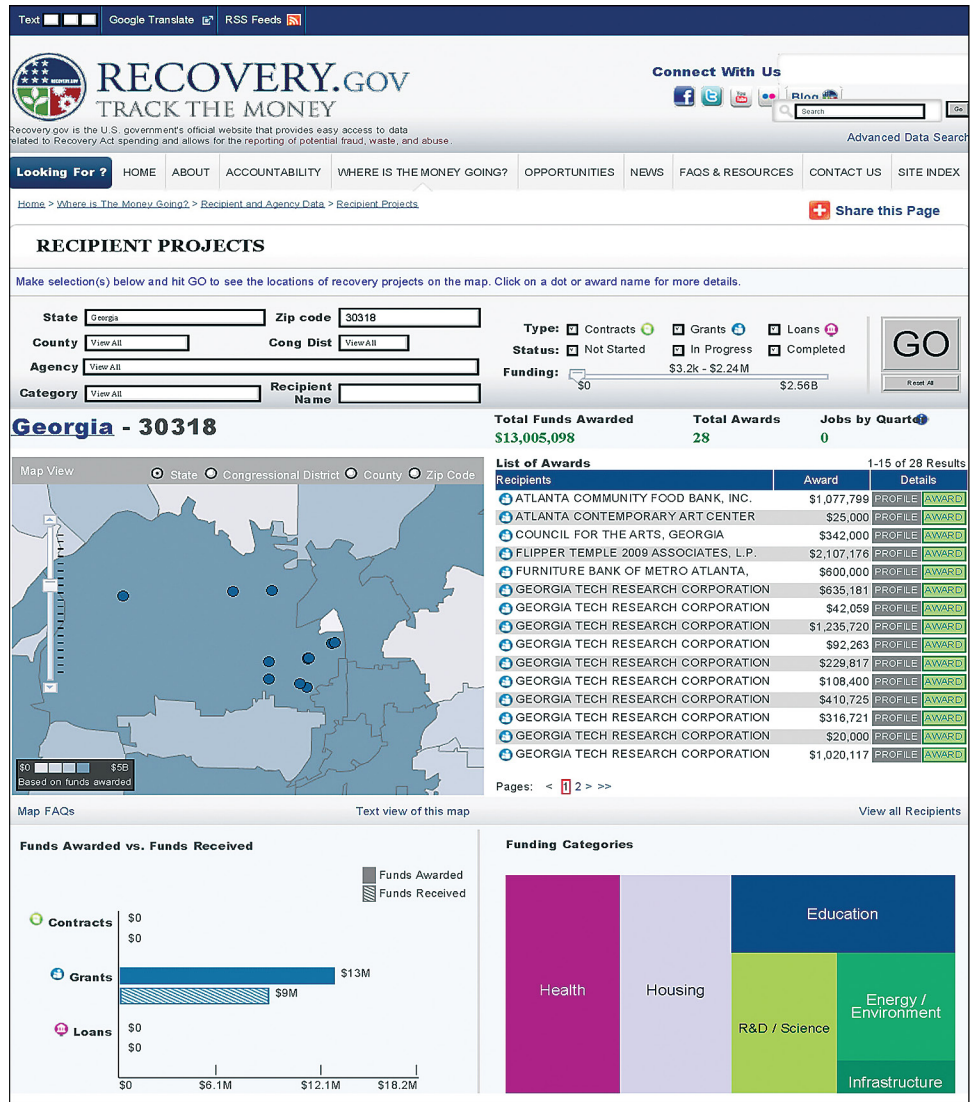 Text
Google Translate
RSS Feeds
RECOVERY.GOV
TRACK THE MONEY
Recovery.gov is the U.S. government's official website that provides easy access to data
related to Recovery Act spending and allows for the reporting of potential fraud, waste, and abuse.
Connect With Us
Blog
Search
Go
Advanced Data Search
Looking For ?
HOME
ABOUT
ACCOUNTABILITY
WHERE IS THE MONEY GOING?
OPPORTUNITIES
NEWS
FAQS & RESOURCES
CONTACT US
SITE INDEX
Home > Where is The Money Going? > Recipient and Agency Data > Recipient Projects
Share this Page
RECIPIENT PROJECTS
Make selection(s) below and hit GO to see the locations of recovery projects on the map. Click on a dot or award name for more details.
State Georgia
Zip code 30318
County View All
Cong Dist View All
Agency View All
Category View All
Recipient Name
Type: Contracts Grants Loans
Status: Not Started In Progress Completed
Funding: $3.2k - $2.24M
$0 $2.56B
GO
Reset All
Georgia - 30318
Total Funds Awarded
$13,005,098
Total Awards
28
Jobs by Quarte
0
Map View
State Congressional District County Zip Code
$0 $5B
Based on funds awarded
List of Awards
1-15 of 28 Results
Recipients Award Details
ATLANTA COMMUNITY FOOD BANK, INC. $1,077,799 PROFILE AWARD
ATLANTA CONTEMPORARY ART CENTER $25,000 PROFILE AWARD
COUNCIL FOR THE ARTS, GEORGIA $342,000 PROFILE AWARD
FLIPPER TEMPLE 2009 ASSOCIATES, L.P. $2,107,176 PROFILE AWARD
FURNITURE BANK OF METRO ATLANTA, $600,000 PROFILE AWARD
GEORGIA TECH RESEARCH CORPORATION $635,181 PROFILE AWARD
GEORGIA TECH RESEARCH CORPORATION $42,059 PROFILE AWARD
GEORGIA TECH RESEARCH CORPORATION $1,235,720 PROFILE AWARD
GEORGIA TECH RESEARCH CORPORATION $92,263 PROFILE AWARD
GEORGIA TECH RESEARCH CORPORATION $229,817 PROFILE AWARD
GEORGIA TECH RESEARCH CORPORATION $108,400 PROFILE AWARD
GEORGIA TECH RESEARCH CORPORATION $410,725 PROFILE AWARD
GEORGIA TECH RESEARCH CORPORATION $316,721 PROFILE AWARD
GEORGIA TECH RESEARCH CORPORATION $20,000 PROFILE AWARD
GEORGIA TECH RESEARCH CORPORATION $1,020,117 PROFILE AWARD
Pages: < 1 2 > >>
Map FAQs
Text view of this map
View all Recipients
Funds Awarded vs. Funds Received
Funds Awarded
Funds Received
Contracts
$0
$0
Grants
$13M
$9M
Loans
$0
$0
$0 $6.1M $12.1M $18.2M
Funding Categories
Health
Housing
Education
R&D / Science
Energy /
Environment
Infrastructure